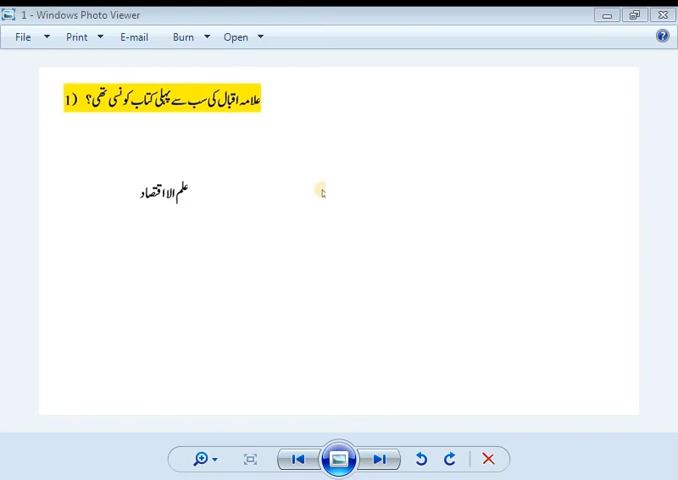 1 - Windows Photo Viewer
File Print E-mail Burn Open
علامہ اقبال کی سب سے پہلی کتاب کونسی تھی؟ (1
علم الااقتصاد